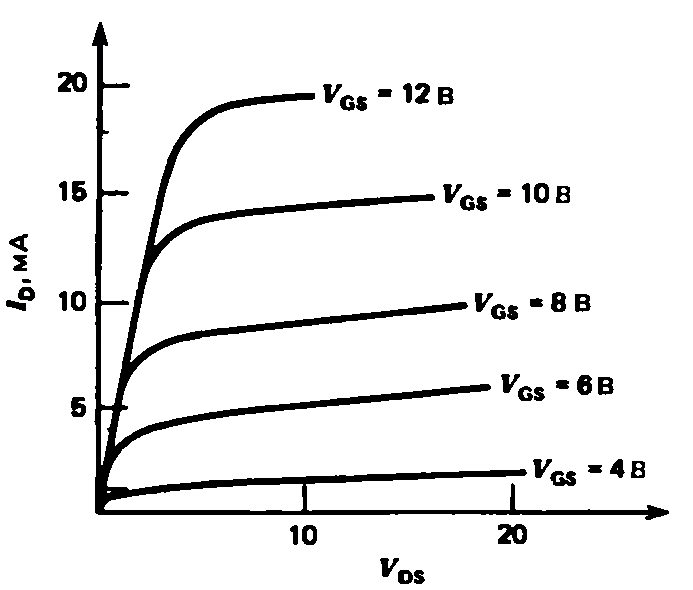 20
V_GS = 12 В
15
V_GS = 10 В
I_D, мА
10
V_GS = 8 В
5
V_GS = 6 В
V_GS = 4 В
10
20
V_DS